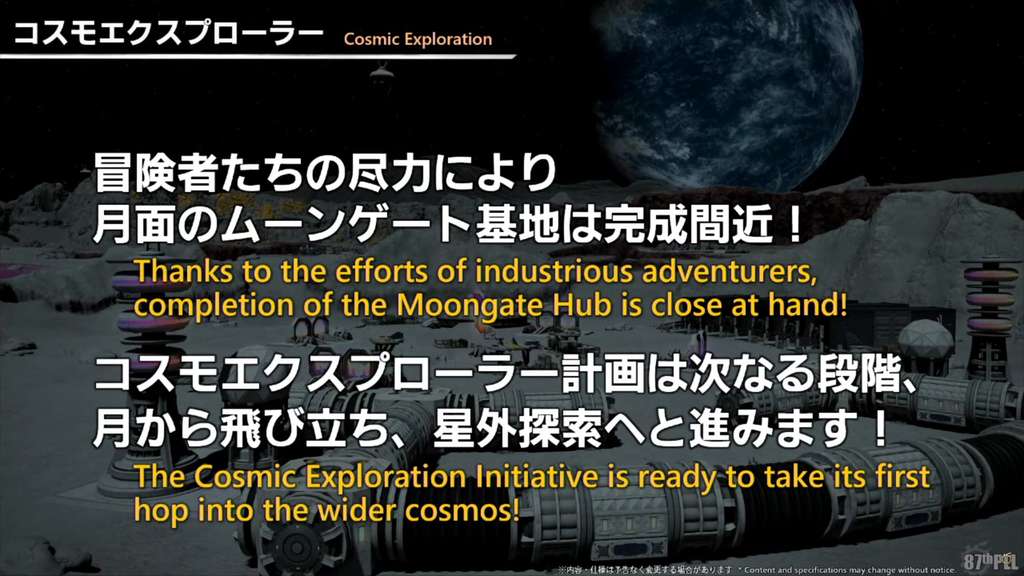 コスモエクスプローラー Cosmic Exploration
冒険者たちの尽力により
月面のムーンゲート基地は完成間近！
Thanks to the efforts of industrious adventurers,
completion of the Moongate Hub is close at hand!
コスモエクスプローラー計画は次なる段階、
月から飛び立ち、星外探索へと進みます！
The Cosmic Exploration Initiative is ready to take its first
hop into the wider cosmos!
※内容・仕様は予告なく変更する場合があります * Content and specifications may change without notice.
87th PLL